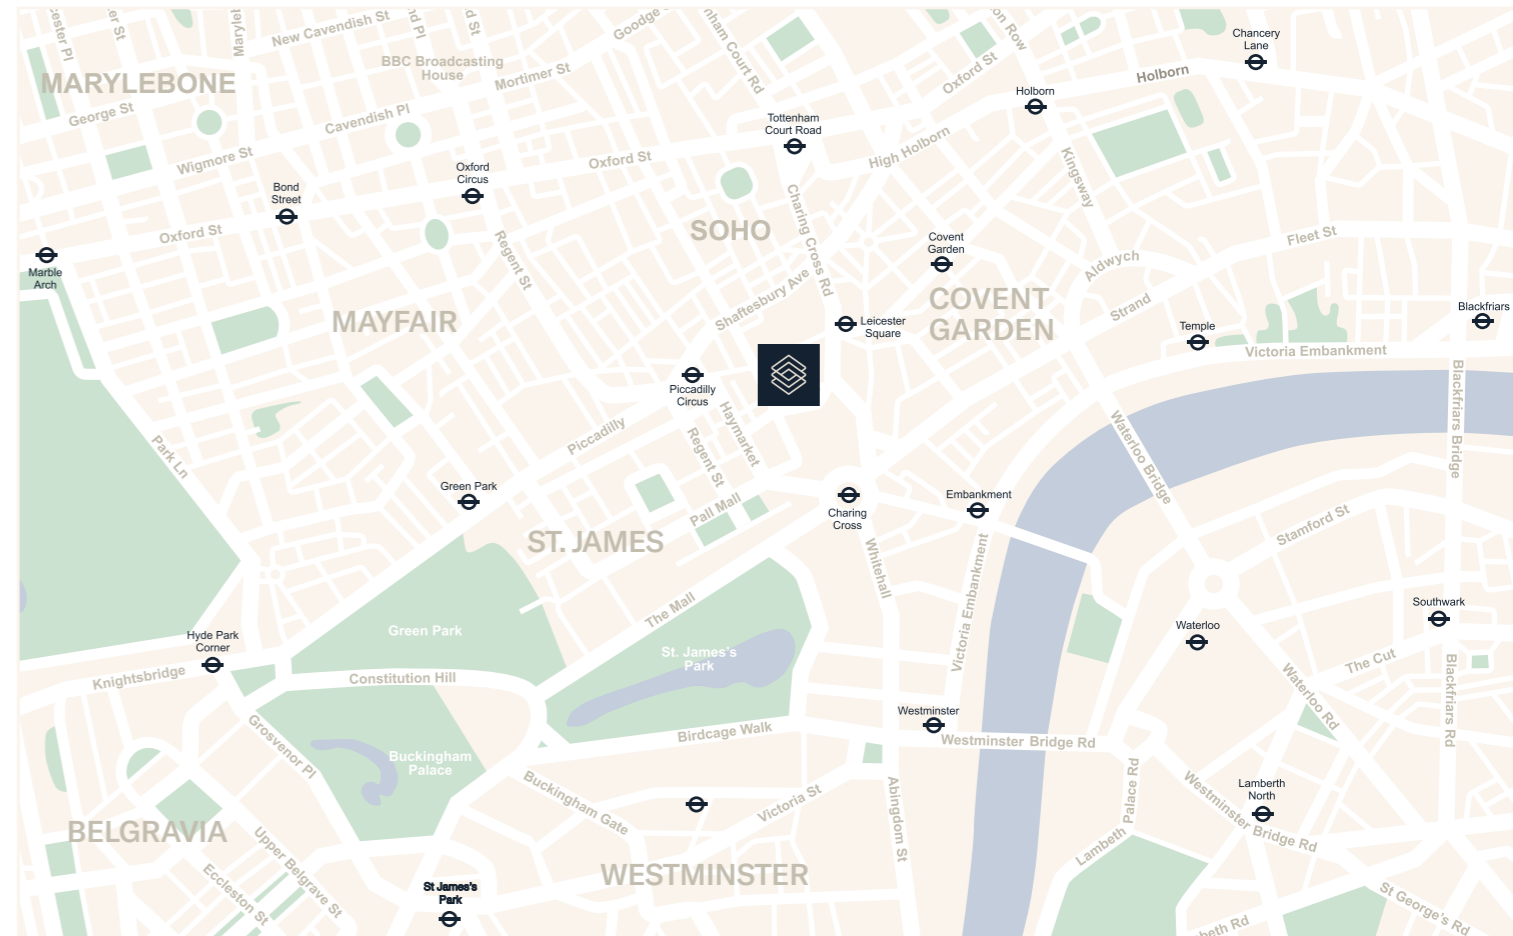 New Cavendish St
Goodge
Oxford St
Chancery
Lane
MARYLEBONE
BBC Broadcasting
House
Mortimer St
Holborn
Holborn
George St
Cavendish Pl
Tottenham
Court Road
High Holborn
Wigmore St
Oxford St
Oxford
Circus
Kingsway
Bond
Street
Charing Cross Rd
SOHO
Oxford St
Regent St
Covent
Garden
Fleet St
Aldwych
Marble
Arch
Shaftesbury Ave
COVENT
GARDEN
Strand
Blackfriars
MAYFAIR
Leicester
Square
Temple
Victoria Embankment
Piccadilly
Circus
Blackfriars Bridge
Haymarket
Park Ln
Piccadilly
Regent St
Waterloo Bridge
Green Park
Pall Mall
Charing
Cross
Embankment
Stamford St
ST. JAMES
Whitehall
Victoria Embankment
The Mall
Green Park
Southwark
Waterloo
Hyde Park
Corner
St. James's
Park
The Cut
Knightsbridge
Constitution Hill
Waterloo Rd
Blackfriars Rd
Westminster
Grosvenor Pl
Birdcage Walk
Westminster Bridge Rd
Buckingham
Palace
Buckingham Gate
Victoria St
Abingdon St
Lambeth Palace Rd
Westminster Bridge Rd
Lamberth
North
BELGRAVIA
Upper Belgrave St
Eccleston St
WESTMINSTER
St James's
Park
St George's Rd
beth Rd